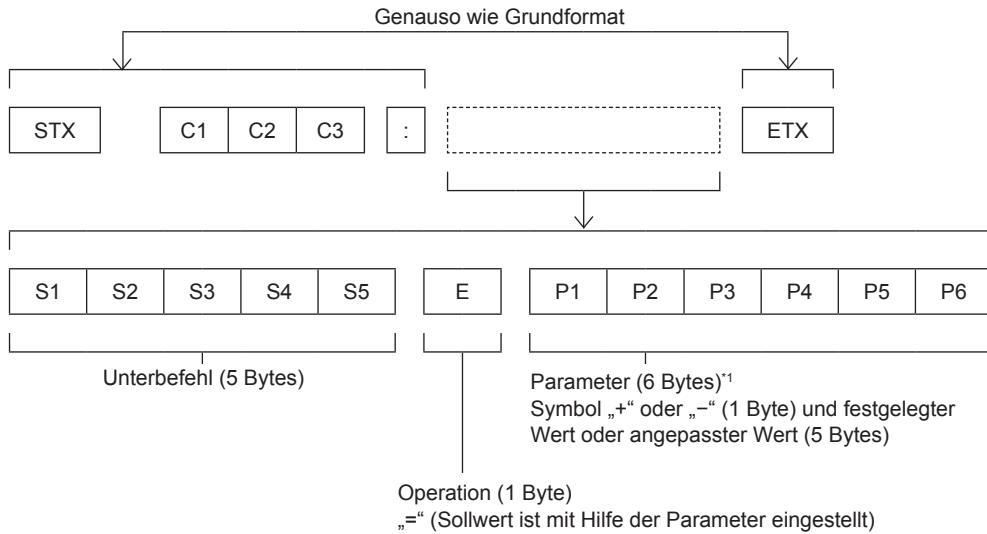 Genauso wie Grundformat
STX C1 C2 C3 : ETX
S1 S2 S3 S4 S5 E P1 P2 P3 P4 P5 P6
Unterbefehl (5 Bytes)
Parameter (6 Bytes)*1
Symbol „+“ oder „−“ (1 Byte) und festgelegter
Wert oder angepasster Wert (5 Bytes)
Operation (1 Byte)
„=“ (Sollwert ist mit Hilfe der Parameter eingestellt)